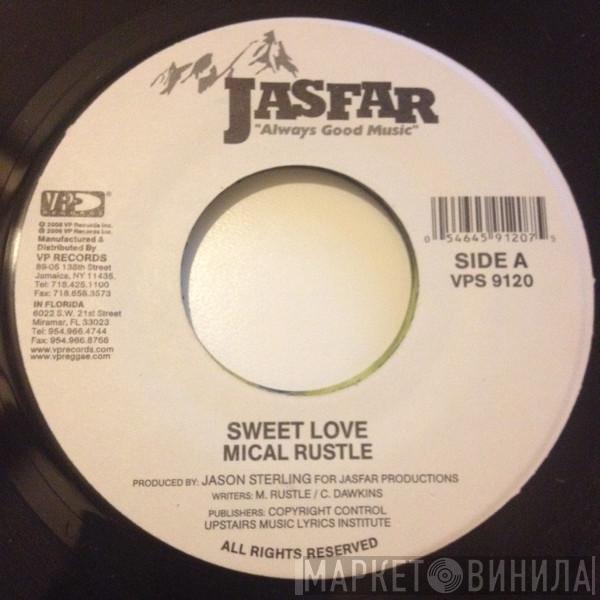 JASFAR
"Always Good Music"
VP
®
℗ 2006 VP Records Inc.
© 2006 VP Records Ltd.
Manufactured &
Distributed By
VP RECORDS
89-05 138th Street
Jamaica, NY 11435.
Tel: 718.425.1100
Fax: 718.658.3573
IN FLORIDA
6022 S.W. 21st Street
Miramar, FL 33023
Tel: 954.966.4744
Fax: 954.966.8766
www.vprecords.com
www.vpreggae.com
0 54645 91207 5
SIDE A
VPS 9120
SWEET LOVE
MICAL RUSTLE
PRODUCED BY: JASON STERLING FOR JASFAR PRODUCTIONS
WRITERS: M. RUSTLE / C. DAWKINS
PUBLISHERS: COPYRIGHT CONTROL
UPSTAIRS MUSIC LYRICS INSTITUTE
ALL RIGHTS RESERVED
МАРКЕТ ВИНИЛА